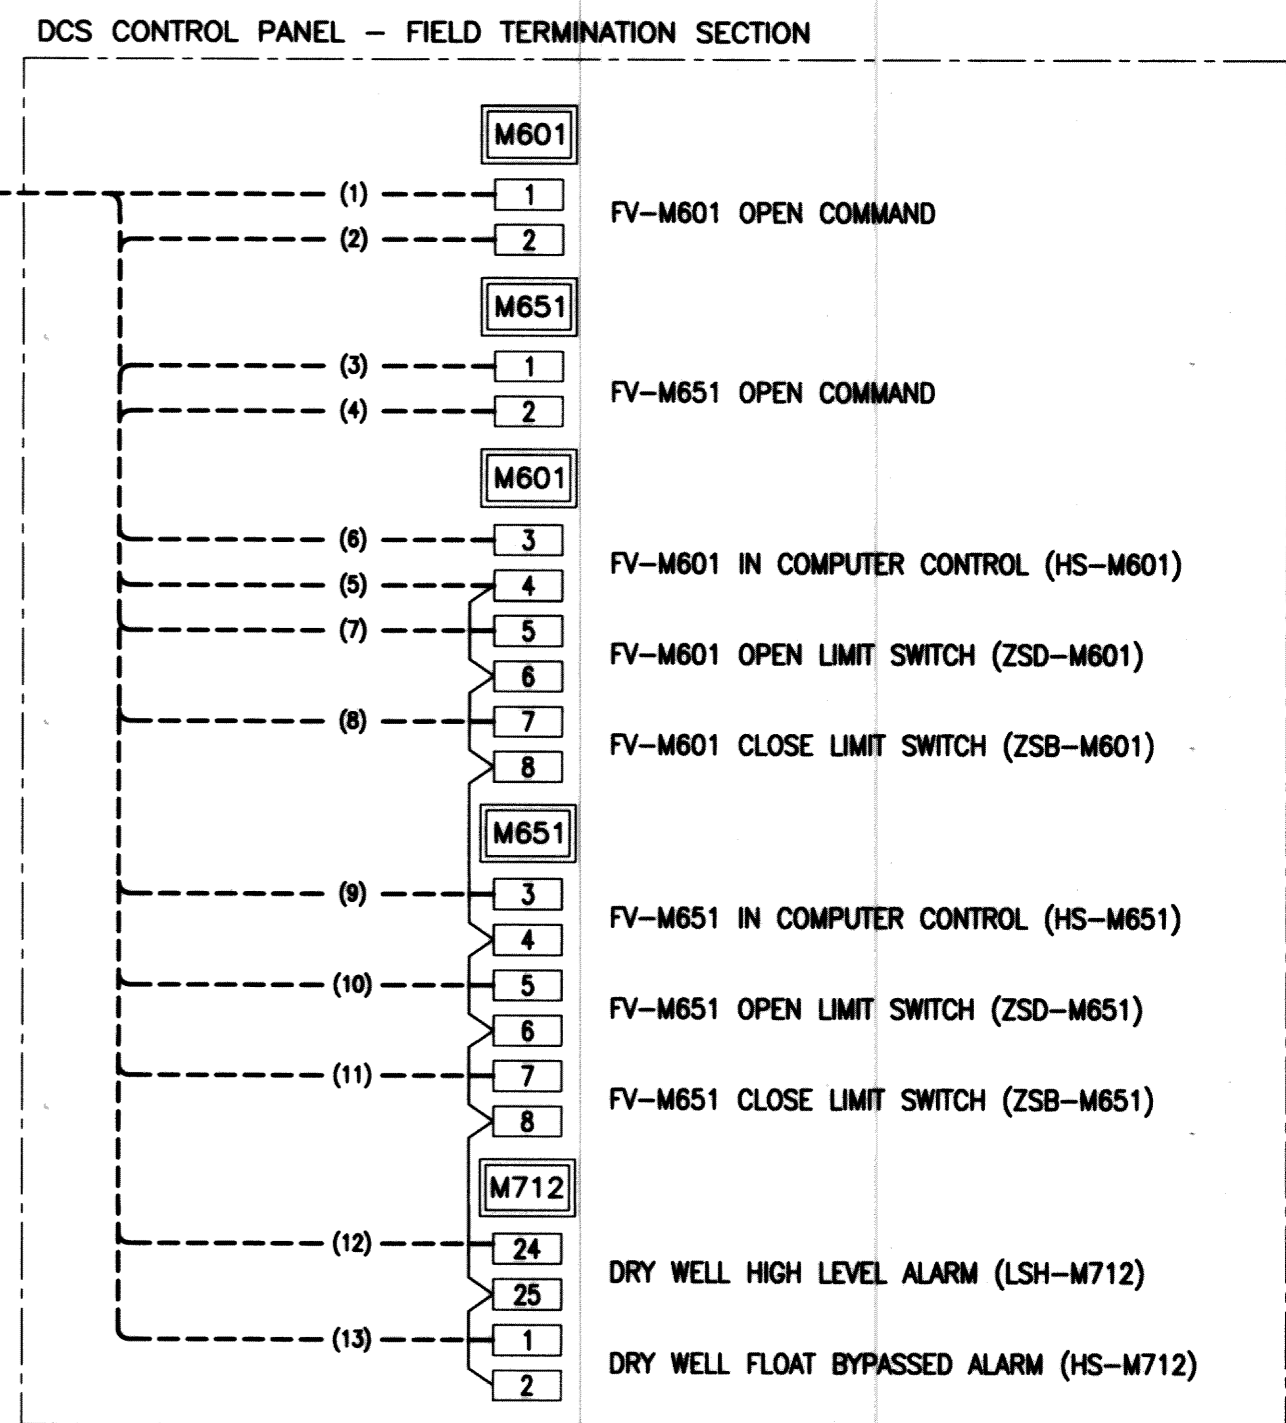 DCS CONTROL PANEL – FIELD TERMINATION SECTION
M601
(1) 1
FV-M601 OPEN COMMAND
(2) 2
M651
(3) 1
FV-M651 OPEN COMMAND
(4) 2
M601
(6) 3
FV-M601 IN COMPUTER CONTROL (HS-M601)
(5) 4
(7) 5
FV-M601 OPEN LIMIT SWITCH (ZSD-M601)
6
(8) 7
FV-M601 CLOSE LIMIT SWITCH (ZSB-M601)
8
M651
(9) 3
FV-M651 IN COMPUTER CONTROL (HS-M651)
4
(10) 5
FV-M651 OPEN LIMIT SWITCH (ZSD-M651)
6
(11) 7
FV-M651 CLOSE LIMIT SWITCH (ZSB-M651)
8
M712
(12) 24
DRY WELL HIGH LEVEL ALARM (LSH-M712)
25
(13) 1
DRY WELL FLOAT BYPASSED ALARM (HS-M712)
2